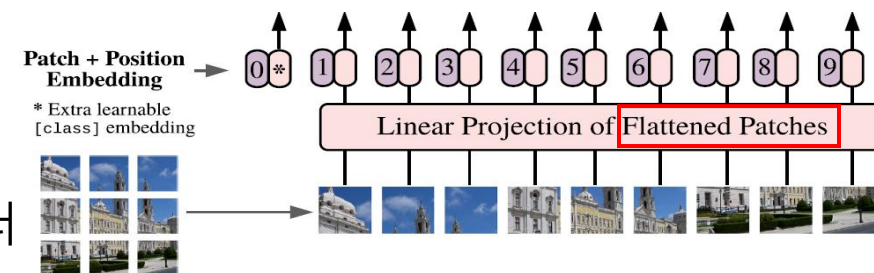 Patch + Position
Embedding
* Extra learnable
[class] embedding
0 * 1 2 3 4 5 6 7 8 9
Linear Projection of Flattened Patches